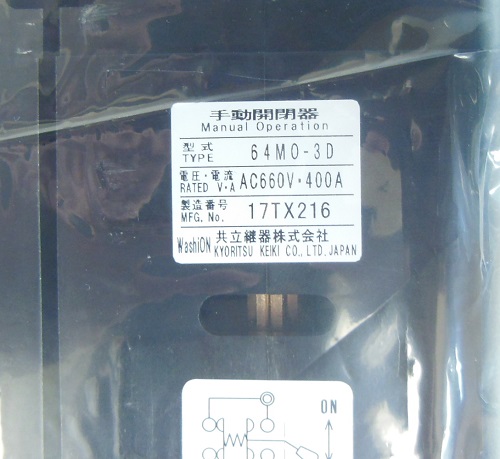 手動開閉器
Manual Operation
型式 TYPE 64MO-3D
電圧・電流 RATED V・A AC660V・400A
製造番号 MFG. No. 17TX216
WashiON 共立継器株式会社
KYORITSU KEIKI CO., LTD. JAPAN
ON